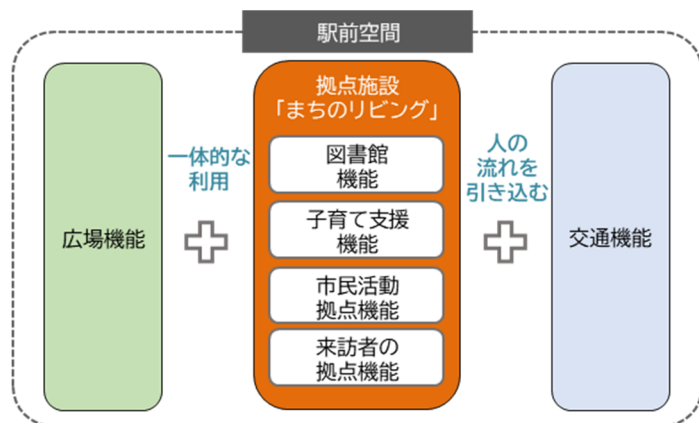 駅前空間
広場機能
一体的な
利用
拠点施設
「まちのリビング」
図書館
機能
子育て支援
機能
市民活動
拠点機能
来訪者の
拠点機能
人の
流れを
引き込む
交通機能